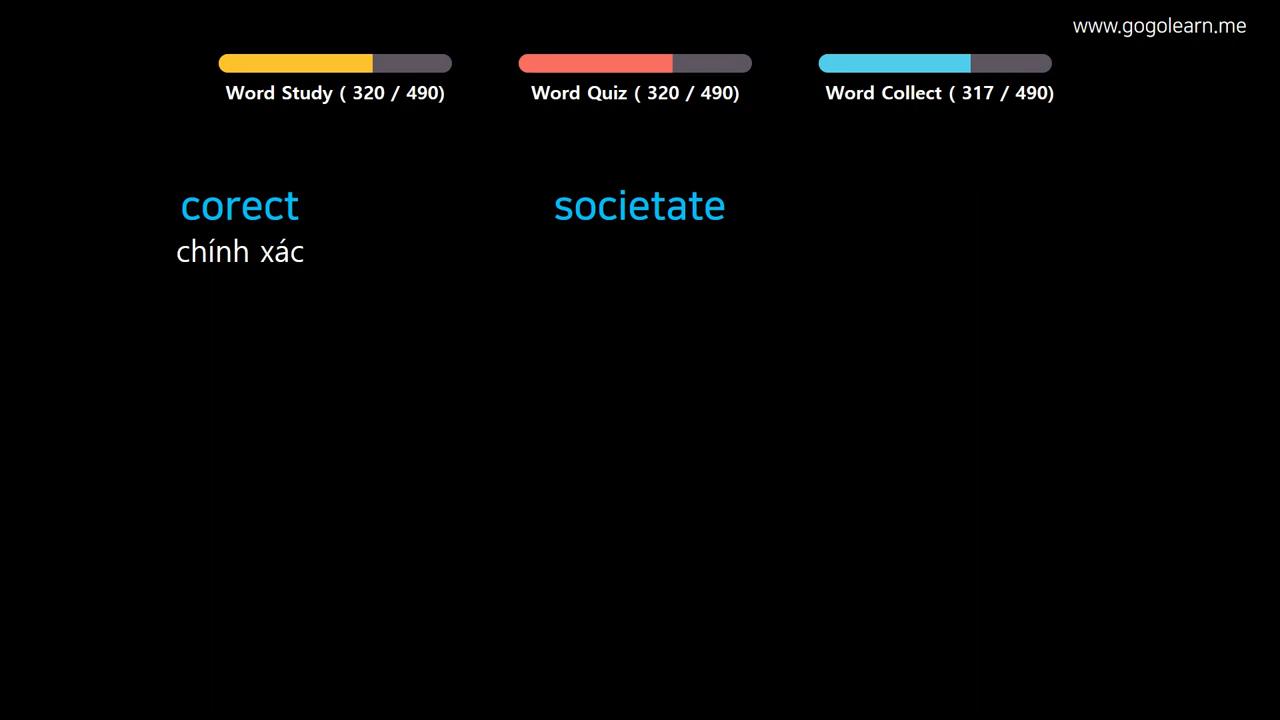 www.gogolearn.me
Word Study ( 320 / 490)
Word Quiz ( 320 / 490)
Word Collect ( 317 / 490)
corect
chính xác
societate